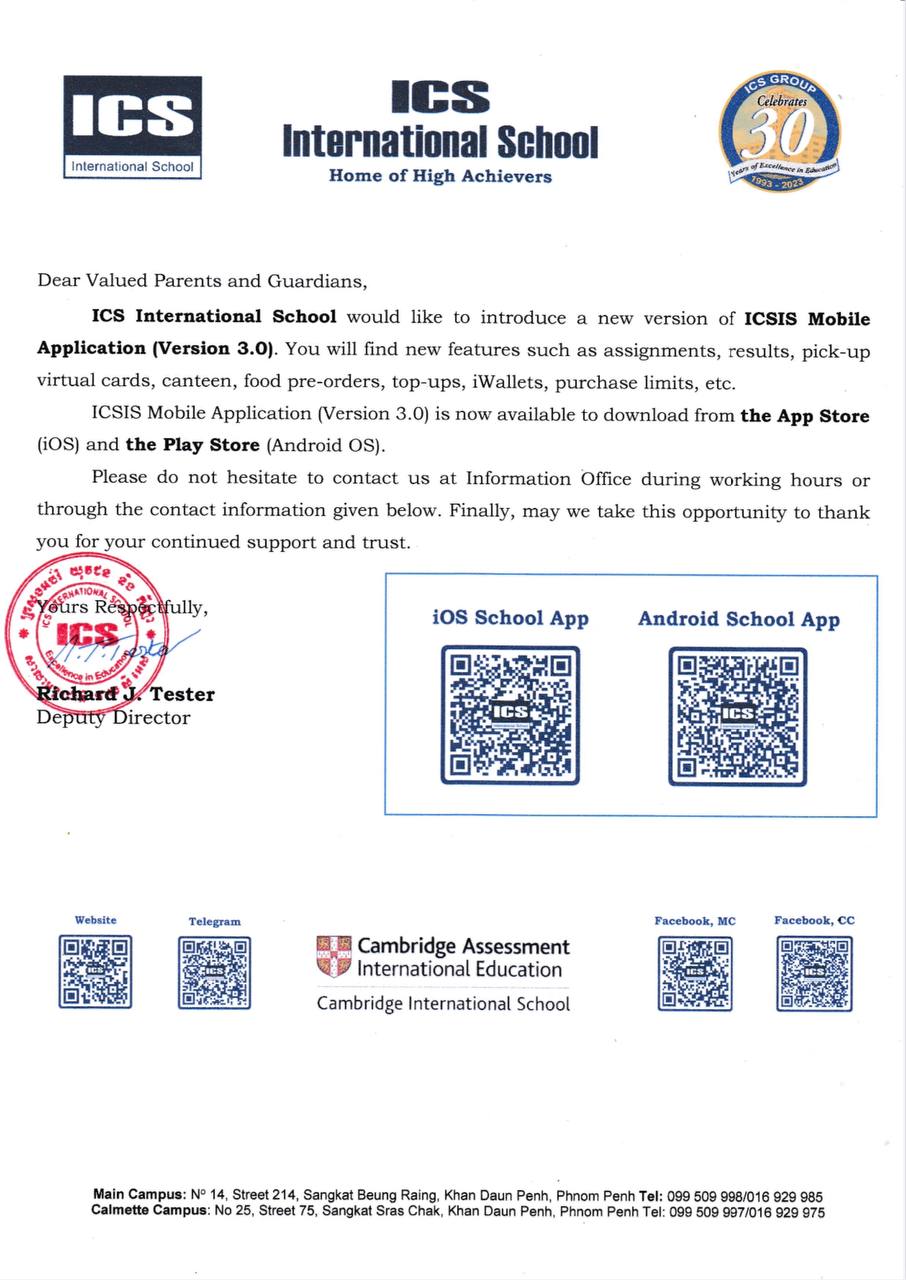 ICS
International School
ICS
International School
Home of High Achievers
ICS GROUP
Celebrates
30
Years of Excellence in Education
1993 - 2023
Dear Valued Parents and Guardians,
ICS International School would like to introduce a new version of ICSIS Mobile
Application (Version 3.0). You will find new features such as assignments, results, pick-up
virtual cards, canteen, food pre-orders, top-ups, iWallets, purchase limits, etc.
ICSIS Mobile Application (Version 3.0) is now available to download from the App Store
(iOS) and the Play Store (Android OS).
Please do not hesitate to contact us at Information Office during working hours or
through the contact information given below. Finally, may we take this opportunity to thank
you for your continued support and trust.
Yours Respectfully,
ICS INTERNATIONAL SCHOOL
ICS
Excellence in Education
Richard J. Tester
Deputy Director
iOS School App
Android School App
ICS
ICS
Website
Telegram
Facebook, MC
Facebook, CC
ICS
ICS
ICS
ICS
Cambridge Assessment
International Education
Cambridge International School
Main Campus: Nº 14, Street 214, Sangkat Beung Raing, Khan Daun Penh, Phnom Penh Tel: 099 509 998/016 929 985
Calmette Campus: No 25, Street 75, Sangkat Sras Chak, Khan Daun Penh, Phnom Penh Tel: 099 509 997/016 929 975